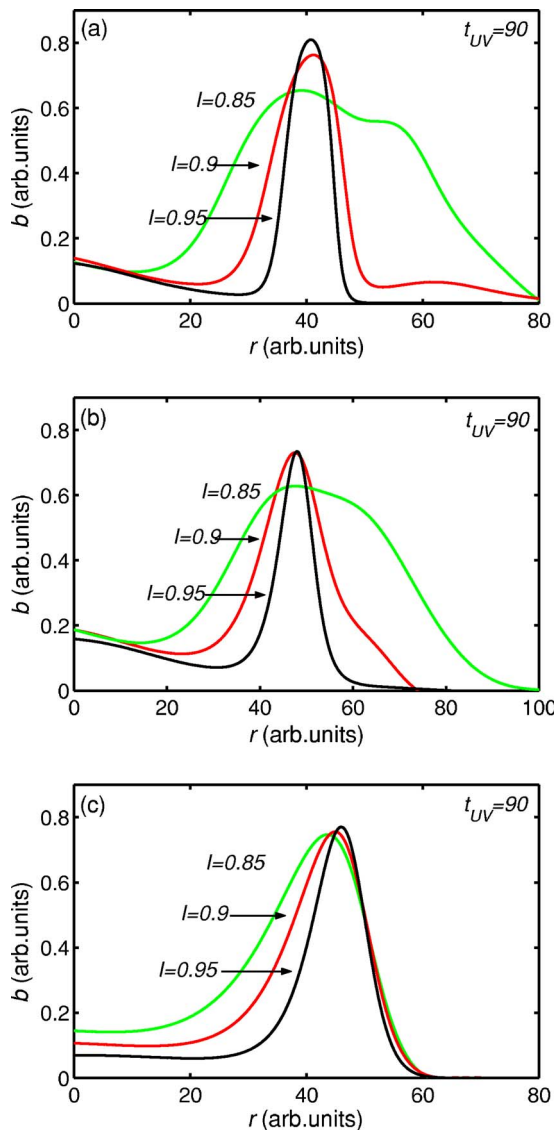 (a)
t_UV=90
0.8
0.6
0.4
0.2
0
b (arb.units)
I=0.85
I=0.9
I=0.95
0 20 40 60 80
r (arb.units)
(b)
t_UV=90
0.8
0.6
0.4
0.2
0
b (arb.units)
I=0.85
I=0.9
I=0.95
0 20 40 60 80 100
r (arb.units)
(c)
t_UV=90
0.8
0.6
0.4
0.2
0
b (arb.units)
I=0.85
I=0.9
I=0.95
0 20 40 60 80
r (arb.units)